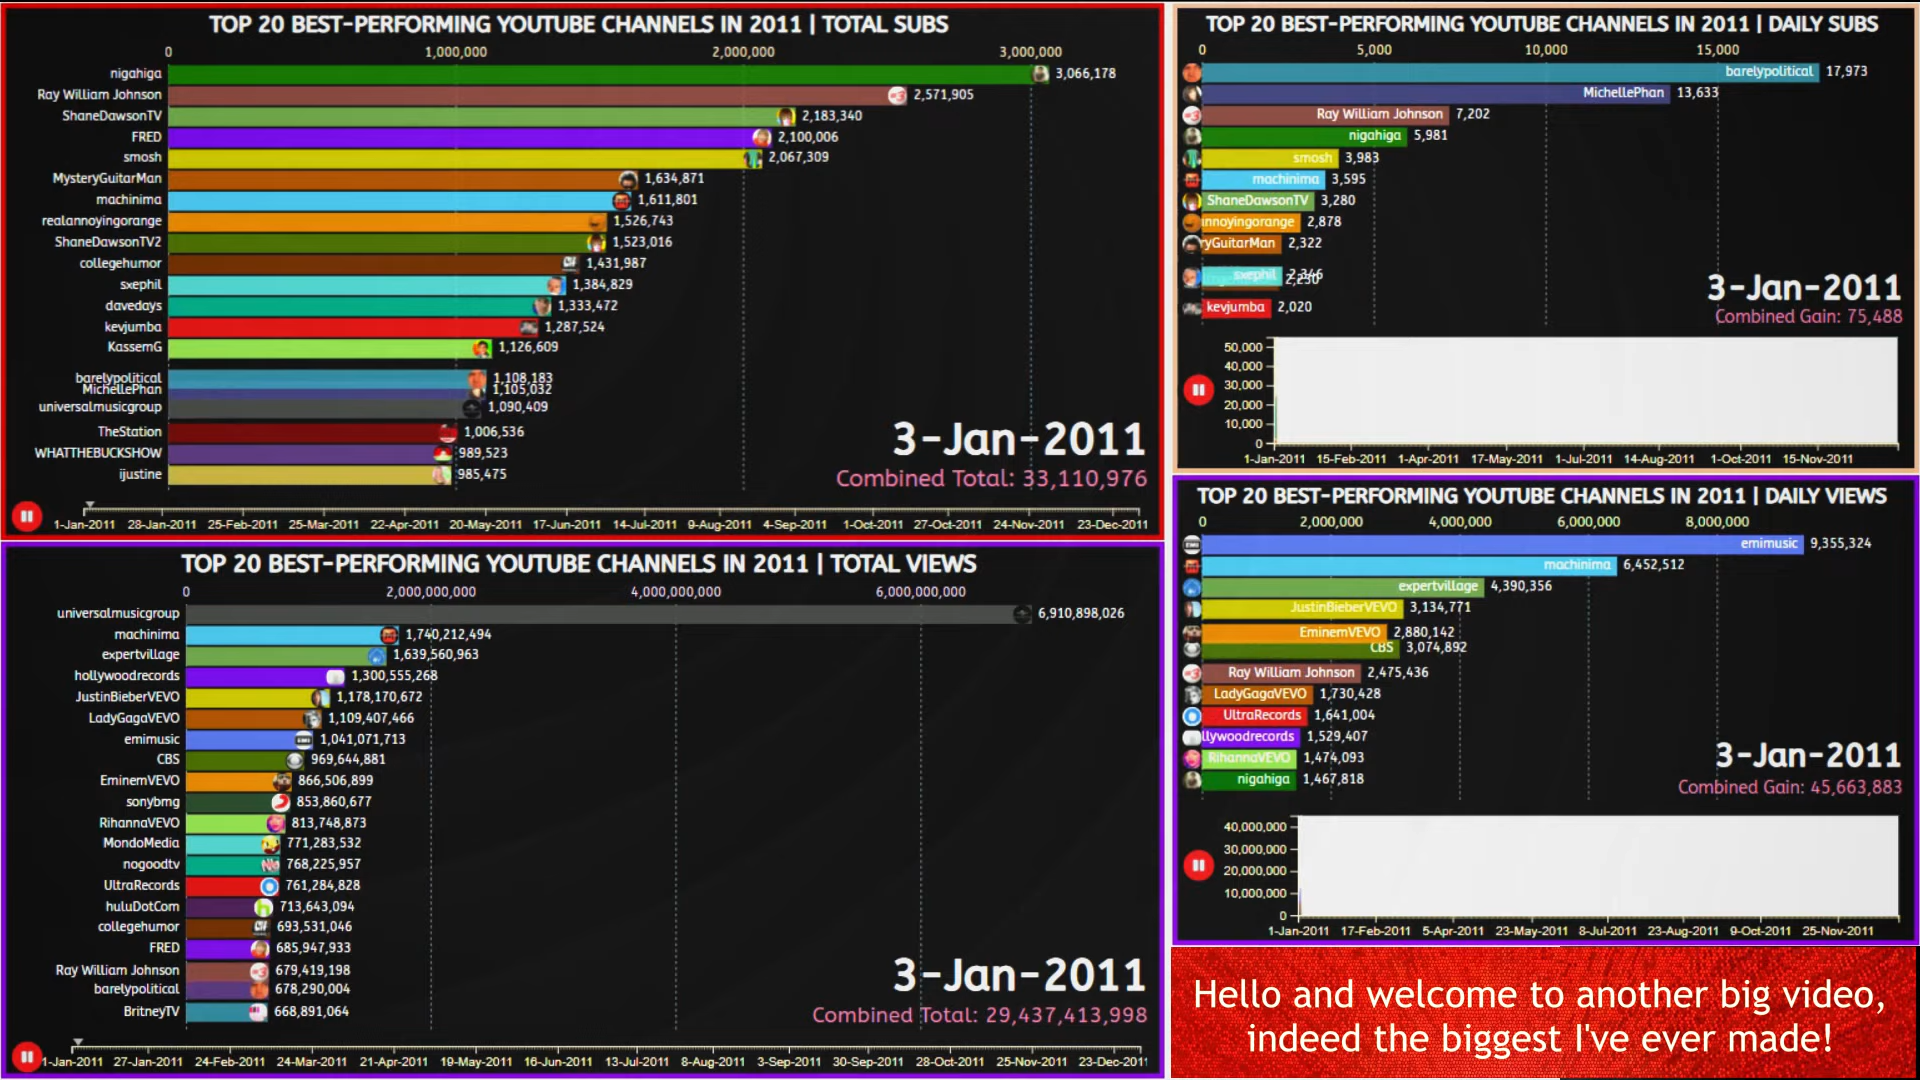 TOP 20 BEST-PERFORMING YOUTUBE CHANNELS IN 2011 | TOTAL SUBS
0 1,000,000 2,000,000 3,000,000
nigahiga 3,066,178
Ray William Johnson 2,571,905
ShaneDawsonTV 2,183,340
FRED 2,100,006
smosh 2,067,309
MysteryGuitarMan 1,634,871
machinima 1,611,801
realannoyingorange 1,526,743
ShaneDawsonTV2 1,523,016
collegehumor 1,431,987
sxephil 1,384,829
davedays 1,333,472
kevjumba 1,287,524
KassemG 1,126,609
barelypolitical 1,108,183
MichellePhan 1,105,032
universalmusicgroup 1,090,409
TheStation 1,006,536
WHATTHEBUCKSHOW 989,523
ijustine 985,475
3-Jan-2011
Combined Total: 33,110,976
1-Jan-2011 28-Jan-2011 25-Feb-2011 25-Mar-2011 22-Apr-2011 20-May-2011 17-Jun-2011 14-Jul-2011 9-Aug-2011 4-Sep-2011 1-Oct-2011 27-Oct-2011 24-Nov-2011 23-Dec-2011
TOP 20 BEST-PERFORMING YOUTUBE CHANNELS IN 2011 | DAILY SUBS
0 5,000 10,000 15,000
barelypolitical 17,973
MichellePhan 13,633
Ray William Johnson 7,202
nigahiga 5,981
smosh 3,983
machinima 3,595
ShaneDawsonTV 3,280
nnoyingorange 2,878
ryGuitarMan 2,322
sxephil
kevjumba 2,020
3-Jan-2011
Combined Gain: 75,488
50,000
40,000
30,000
20,000
10,000
0
1-Jan-2011 15-Feb-2011 1-Apr-2011 17-May-2011 1-Jul-2011 14-Aug-2011 1-Oct-2011 15-Nov-2011
TOP 20 BEST-PERFORMING YOUTUBE CHANNELS IN 2011 | TOTAL VIEWS
0 2,000,000,000 4,000,000,000 6,000,000,000
universalmusicgroup 6,910,898,026
machinima 1,740,212,494
expertvillage 1,639,560,963
hollywoodrecords 1,300,555,268
JustinBieberVEVO 1,178,170,672
LadyGagaVEVO 1,109,407,466
emimusic 1,041,071,713
CBS 969,644,881
EminemVEVO 866,506,899
sonybmg 853,860,677
RihannaVEVO 813,748,873
MondoMedia 771,283,532
nogoodtv 768,225,957
UltraRecords 761,284,828
huluDotCom 713,643,094
collegehumor 693,531,046
FRED 685,947,933
Ray William Johnson 679,419,198
barelypolitical 678,290,004
BritneyTV 668,891,064
3-Jan-2011
Combined Total: 29,437,413,998
1-Jan-2011 27-Jan-2011 24-Feb-2011 24-Mar-2011 21-Apr-2011 19-May-2011 16-Jun-2011 13-Jul-2011 8-Aug-2011 3-Sep-2011 30-Sep-2011 28-Oct-2011 25-Nov-2011 23-Dec-2011
TOP 20 BEST-PERFORMING YOUTUBE CHANNELS IN 2011 | DAILY VIEWS
0 2,000,000 4,000,000 6,000,000 8,000,000
emimusic 9,355,324
machinima 6,452,512
expertvillage 4,390,356
JustinBieberVEVO 3,134,771
EminemVEVO 2,880,142
CBS 3,074,892
Ray William Johnson 2,475,436
LadyGagaVEVO 1,730,428
UltraRecords 1,641,004
llywoodrecords 1,529,407
RihannaVEVO 1,474,093
nigahiga 1,467,818
3-Jan-2011
Combined Gain: 45,663,883
40,000,000
30,000,000
20,000,000
10,000,000
0
1-Jan-2011 17-Feb-2011 5-Apr-2011 23-May-2011 8-Jul-2011 23-Aug-2011 9-Oct-2011 25-Nov-2011
Hello and welcome to another big video,
indeed the biggest I've ever made!